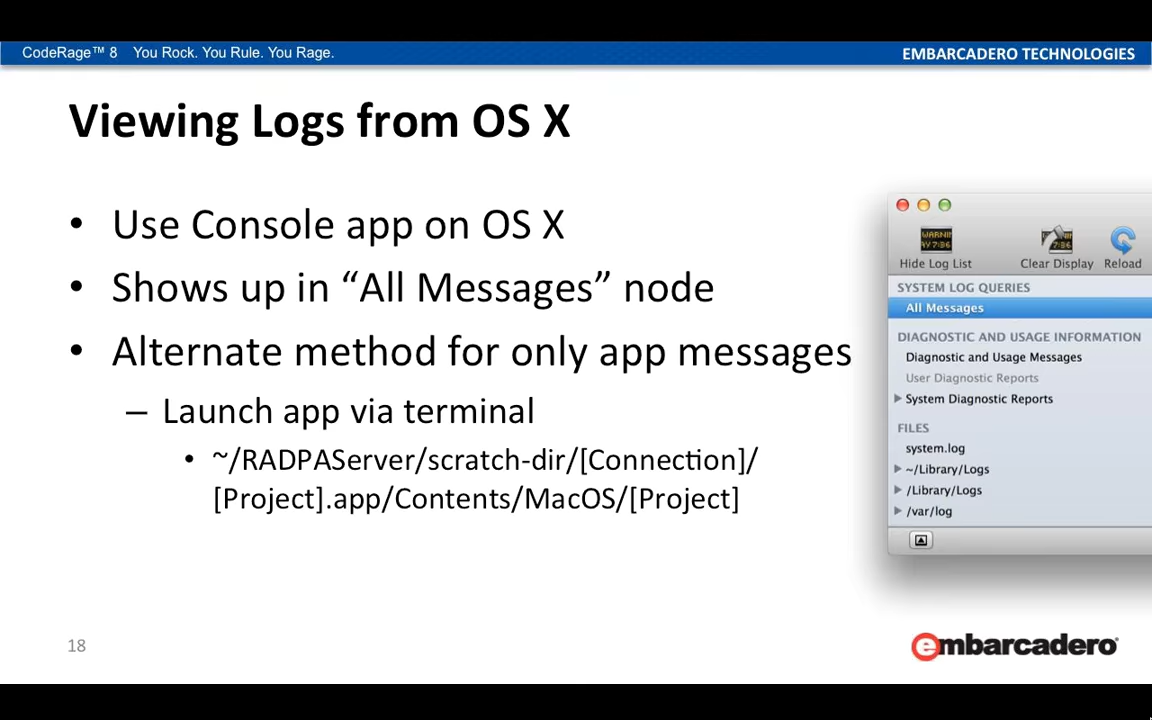 CodeRage™ 8 You Rock. You Rule. You Rage.
EMBARCADERO TECHNOLOGIES
Viewing Logs from OS X
• Use Console app on OS X
• Shows up in “All Messages” node
• Alternate method for only app messages
– Launch app via terminal
• ~/RADPAServer/scratch-dir/[Connection]/
[Project].app/Contents/MacOS/[Project]
Hide Log List
Clear Display
Reload
SYSTEM LOG QUERIES
All Messages
DIAGNOSTIC AND USAGE INFORMATION
Diagnostic and Usage Messages
User Diagnostic Reports
System Diagnostic Reports
FILES
system.log
~/Library/Logs
/Library/Logs
/var/log
18
embarcadero